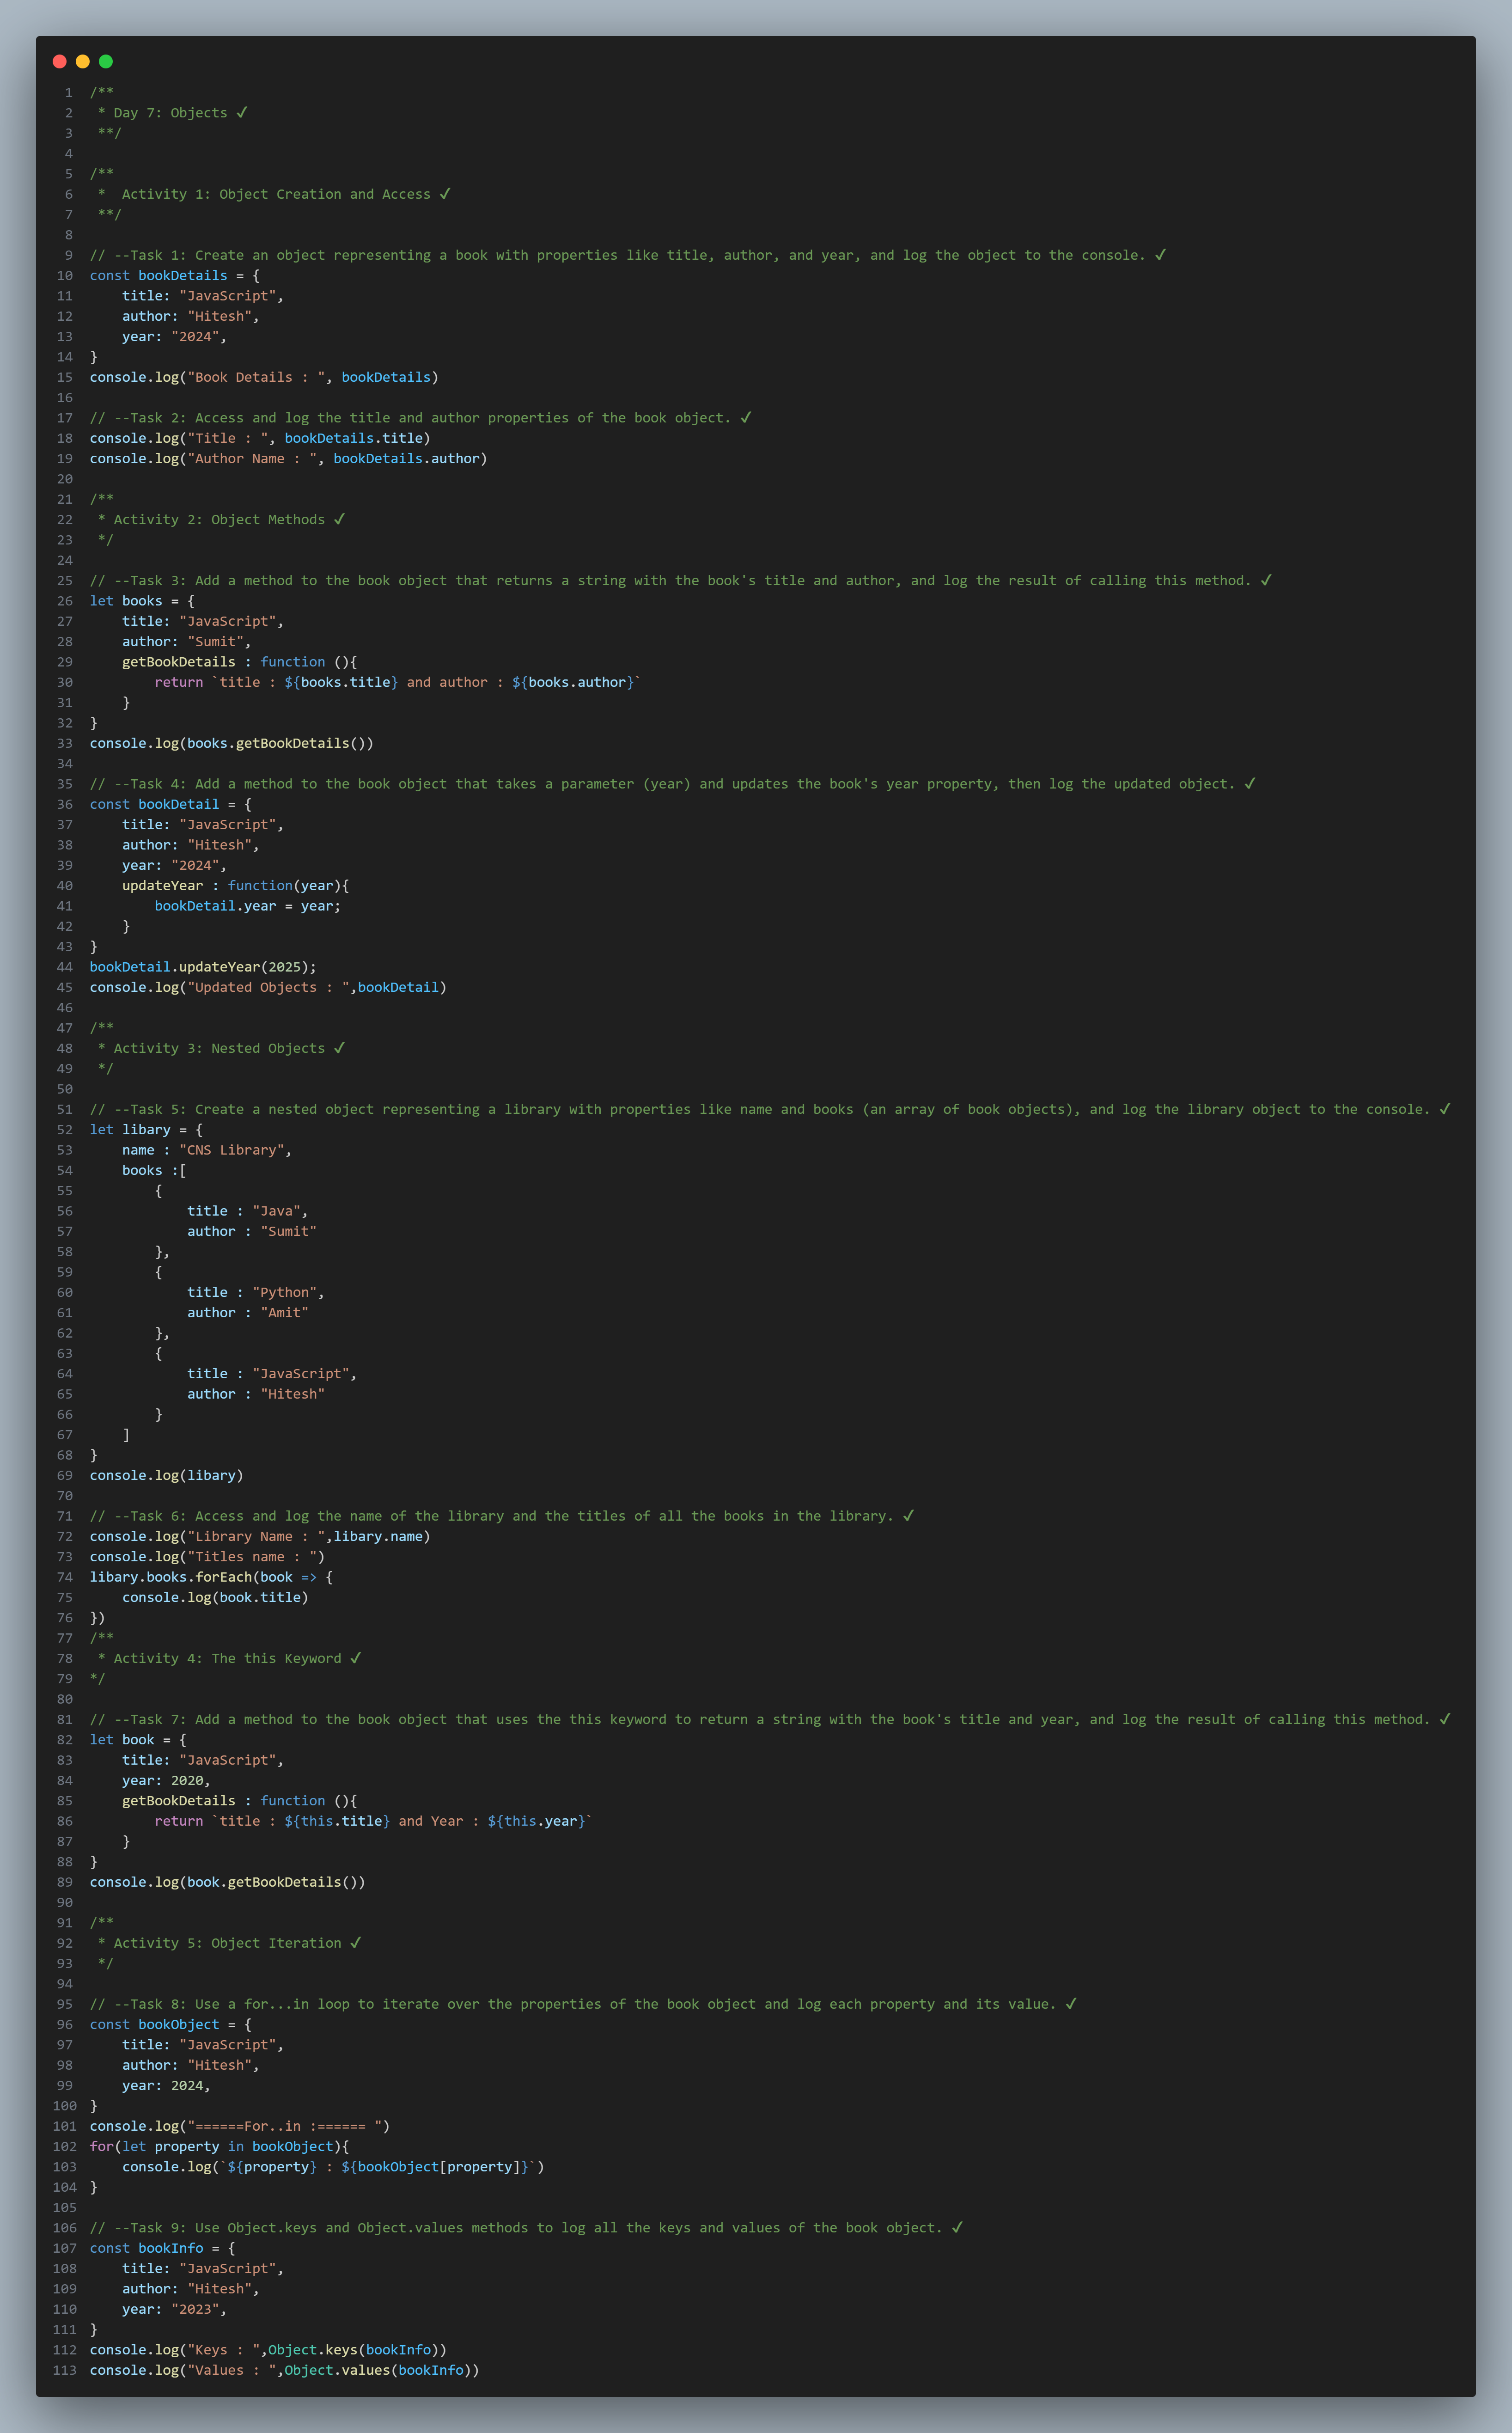 1 /**
2  * Day 7: Objects ✓
3  **/
4
5 /**
6  *  Activity 1: Object Creation and Access ✓
7  **/
8
9 // --Task 1: Create an object representing a book with properties like title, author, and year, and log the object to the console. ✓
10 const bookDetails = {
11     title: "JavaScript",
12     author: "Hitesh",
13     year: "2024",
14 }
15 console.log("Book Details : ", bookDetails)
16
17 // --Task 2: Access and log the title and author properties of the book object. ✓
18 console.log("Title : ", bookDetails.title)
19 console.log("Author Name : ", bookDetails.author)
20
21 /**
22  * Activity 2: Object Methods ✓
23  */
24
25 // --Task 3: Add a method to the book object that returns a string with the book's title and author, and log the result of calling this method. ✓
26 let books = {
27     title: "JavaScript",
28     author: "Sumit",
29     getBookDetails : function (){
30         return `title : ${books.title} and author : ${books.author}`
31     }
32 }
33 console.log(books.getBookDetails())
34
35 // --Task 4: Add a method to the book object that takes a parameter (year) and updates the book's year property, then log the updated object. ✓
36 const bookDetail = {
37     title: "JavaScript",
38     author: "Hitesh",
39     year: "2024",
40     updateYear : function(year){
41         bookDetail.year = year;
42     }
43 }
44 bookDetail.updateYear(2025);
45 console.log("Updated Objects : ",bookDetail)
46
47 /**
48  * Activity 3: Nested Objects ✓
49  */
50
51 // --Task 5: Create a nested object representing a library with properties like name and books (an array of book objects), and log the library object to the console. ✓
52 let libary = {
53     name : "CNS Library",
54     books :[
55         {
56             title : "Java",
57             author : "Sumit"
58         },
59         {
60             title : "Python",
61             author : "Amit"
62         },
63         {
64             title : "JavaScript",
65             author : "Hitesh"
66         }
67     ]
68 }
69 console.log(libary)
70
71 // --Task 6: Access and log the name of the library and the titles of all the books in the library. ✓
72 console.log("Library Name : ",libary.name)
73 console.log("Titles name : ")
74 libary.books.forEach(book => {
75     console.log(book.title)
76 })
77 /**
78  * Activity 4: The this Keyword ✓
79 */
80
81 // --Task 7: Add a method to the book object that uses the this keyword to return a string with the book's title and year, and log the result of calling this method. ✓
82 let book = {
83     title: "JavaScript",
84     year: 2020,
85     getBookDetails : function (){
86         return `title : ${this.title} and Year : ${this.year}`
87     }
88 }
89 console.log(book.getBookDetails())
90
91 /**
92  * Activity 5: Object Iteration ✓
93  */
94
95 // --Task 8: Use a for...in loop to iterate over the properties of the book object and log each property and its value. ✓
96 const bookObject = {
97     title: "JavaScript",
98     author: "Hitesh",
99     year: 2024,
100 }
101 console.log("======For..in :====== ")
102 for(let property in bookObject){
103     console.log(`${property} : ${bookObject[property]}`)
104 }
105
106 // --Task 9: Use Object.keys and Object.values methods to log all the keys and values of the book object. ✓
107 const bookInfo = {
108     title: "JavaScript",
109     author: "Hitesh",
110     year: "2023",
111 }
112 console.log("Keys : ",Object.keys(bookInfo))
113 console.log("Values : ",Object.values(bookInfo))